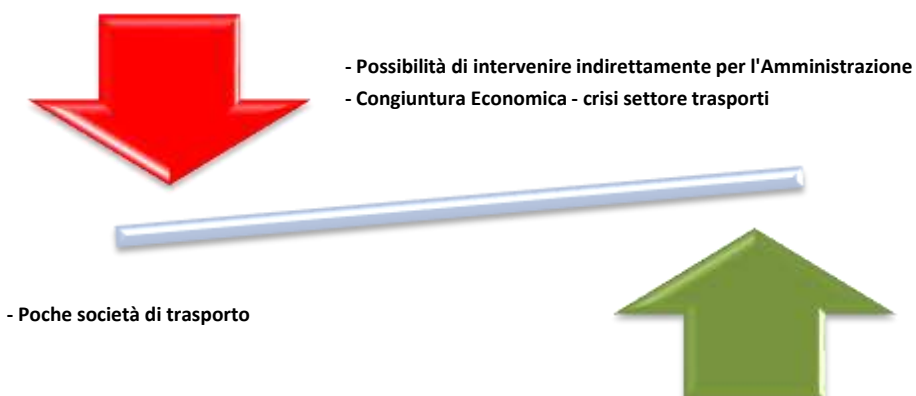 - Possibilità di intervenire indirettamente per l'Amministrazione
- Congiuntura Economica - crisi settore trasporti
- Poche società di trasporto